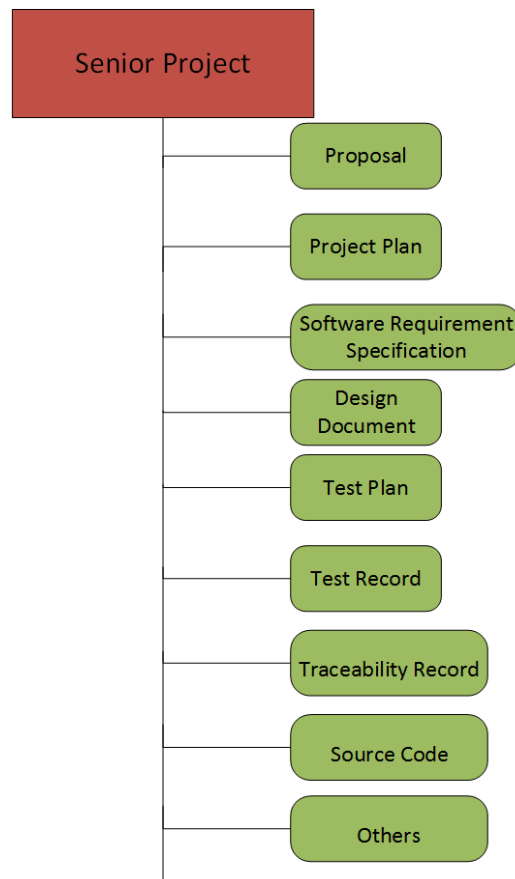 Senior Project
Proposal
Project Plan
Software Requirement
Specification
Design
Document
Test Plan
Test Record
Traceability Record
Source Code
Others